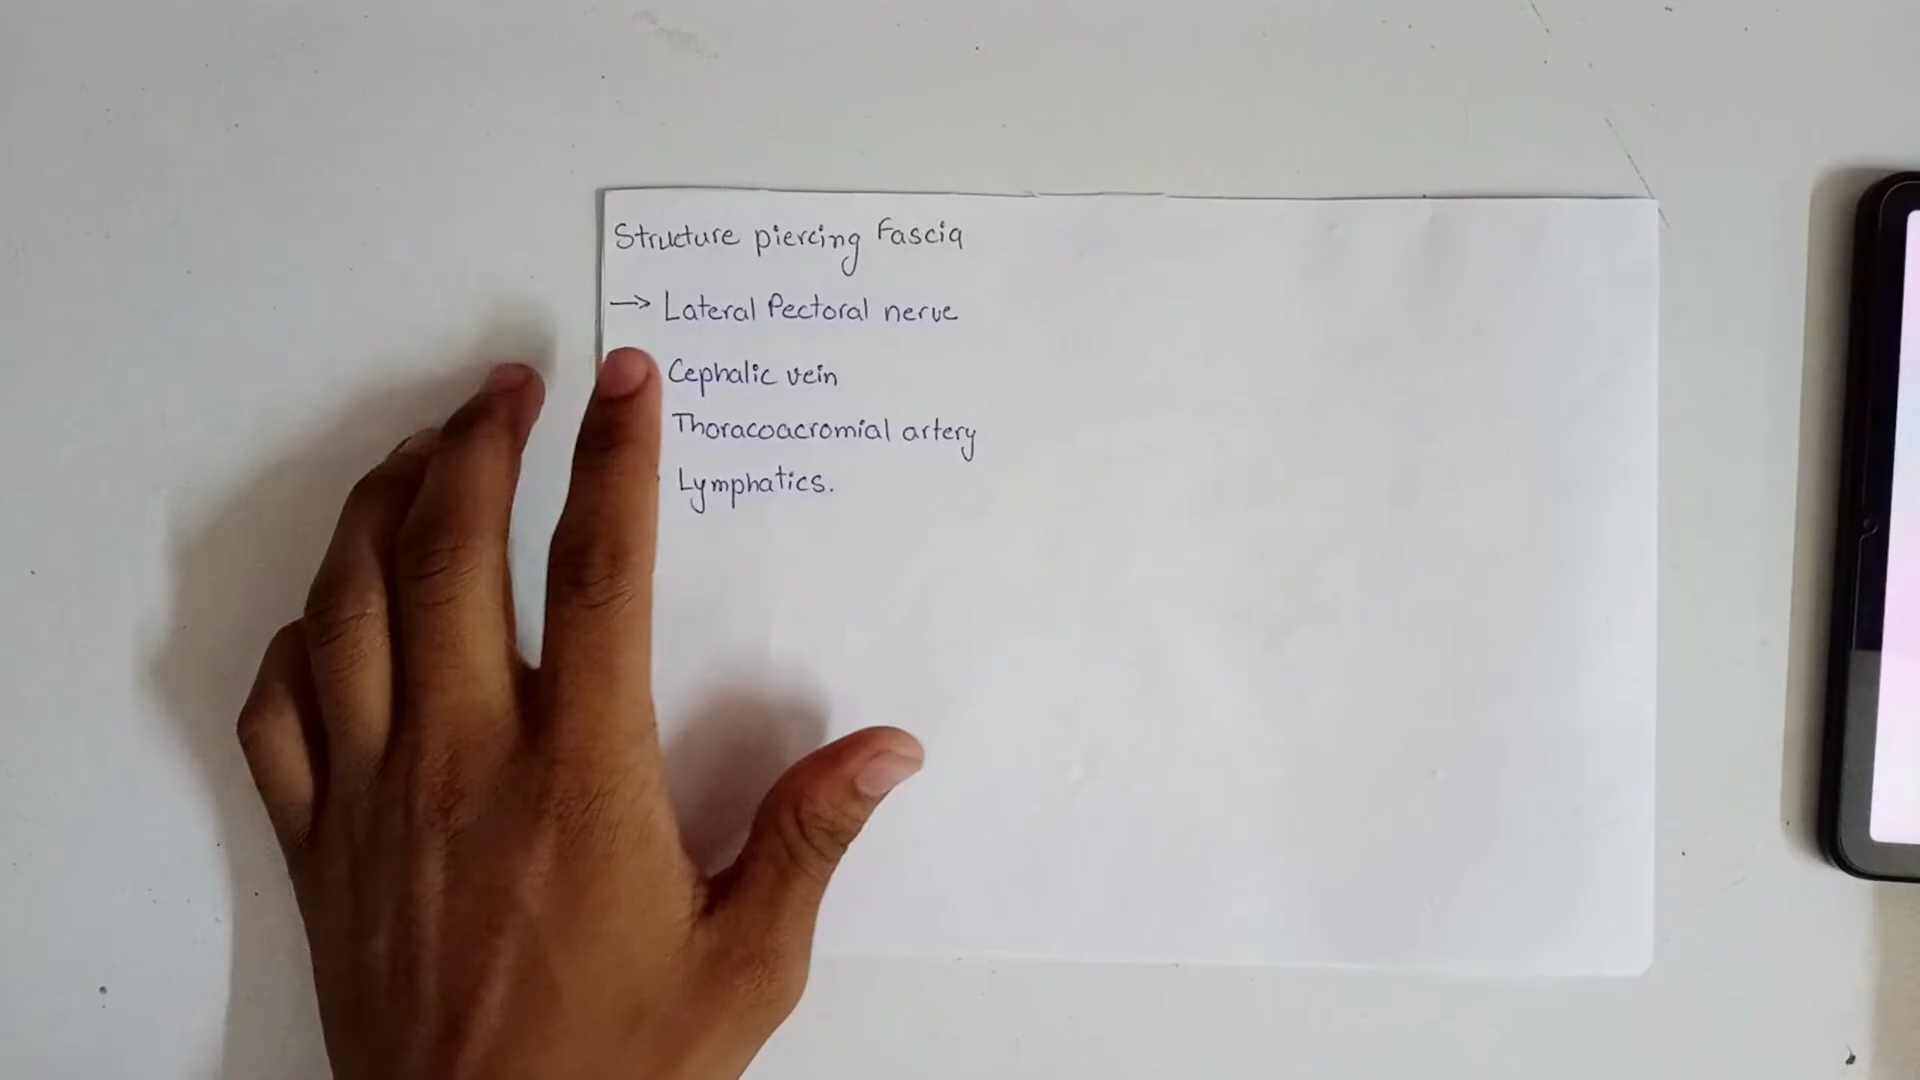 Structure piercing Fascia
→ Lateral Pectoral nerve
Cephalic vein
Thoracoacromial artery
Lymphatics.